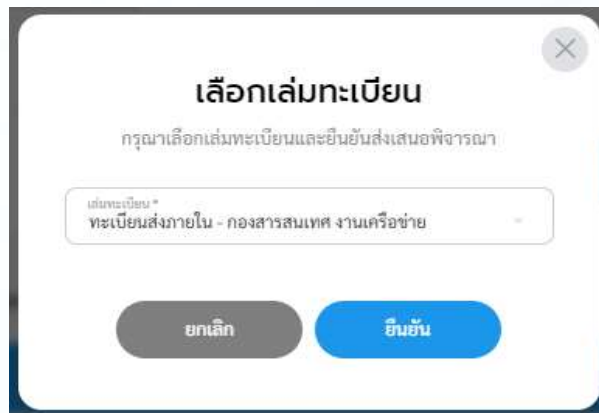 เลือกเล่มทะเบียน
กรุณาเลือกเล่มทะเบียนและยืนยันส่งเสนอพิจารณา
เล่มทะเบียน *
ทะเบียนส่งภายใน - กองสารสนเทศ งานเครือข่าย
ยกเลิก
ยืนยัน